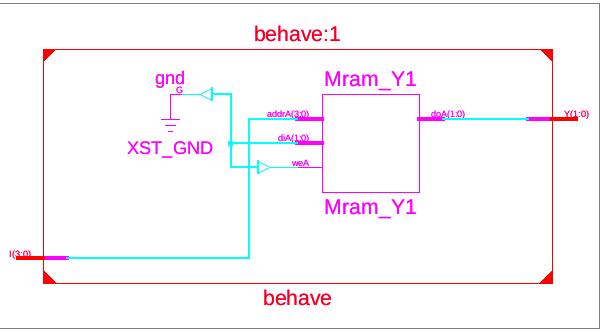 behave:1
gnd
G
XST_GND
Mram_Y1
addrA(3:0)
diA(1:0)
weA
doA(1:0)
Y(1:0)
Mram_Y1
I(3:0)
behave